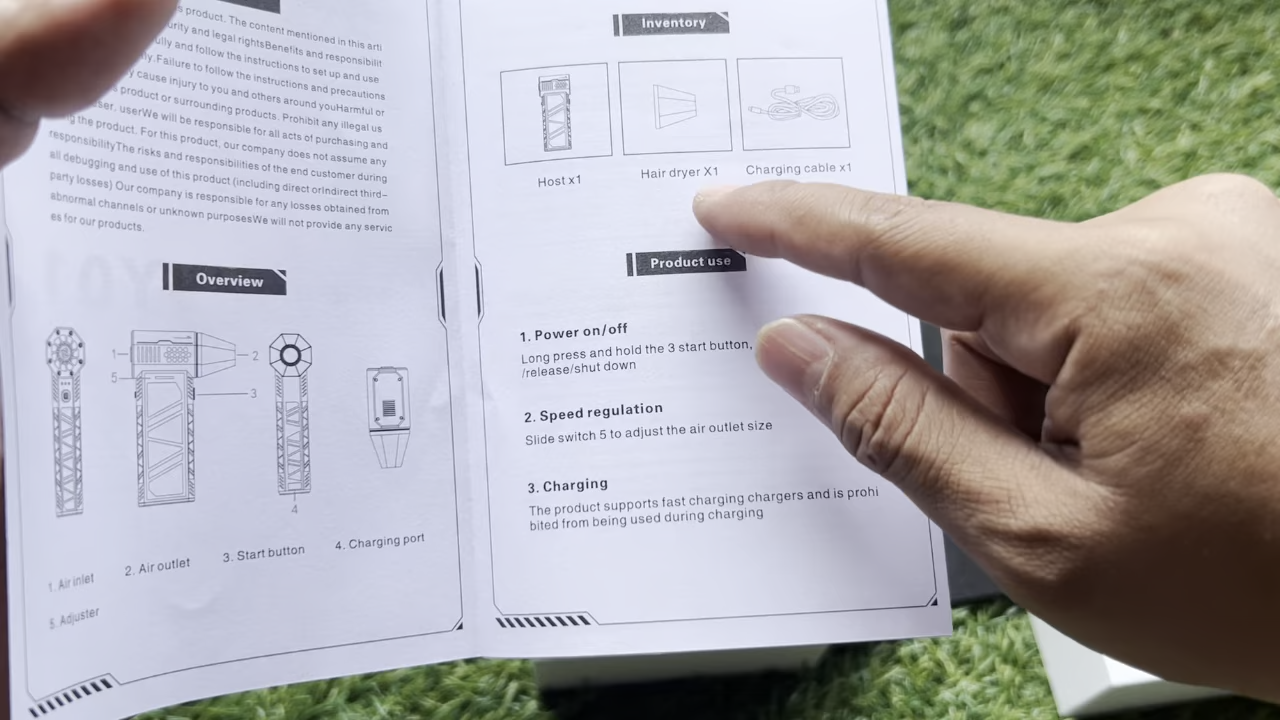 s product. The content mentioned in this arti
urity and legal rightsBenefits and responsibilit
ully and follow the instructions to set up and use
ly.Failure to follow the instructions and precautions
y cause injury to you and others around youHarmful or
product or surrounding products. Prohibit any illegal us
ser, userWe will be responsible for all acts of purchasing and
g the product. For this product, our company does not assume any
responsibilityThe risks and responsibilities of the end customer during
all debugging and use of this product (including direct orindirect third-
party losses) Our company is responsible for any losses obtained from
abnormal channels or unknown purposesWe will not provide any servic
es for our products.
Overview
1
2
5
3
4
1. Air inlet
2. Air outlet
3. Start button
4. Charging port
5. Adjuster
Inventory
Host x1
Hair dryer X1
Charging cable x1
Product use
1. Power on/off
Long press and hold the 3 start button,
/release/shut down
2. Speed regulation
Slide switch 5 to adjust the air outlet size
3. Charging
The product supports fast charging chargers and is prohi
bited from being used during charging